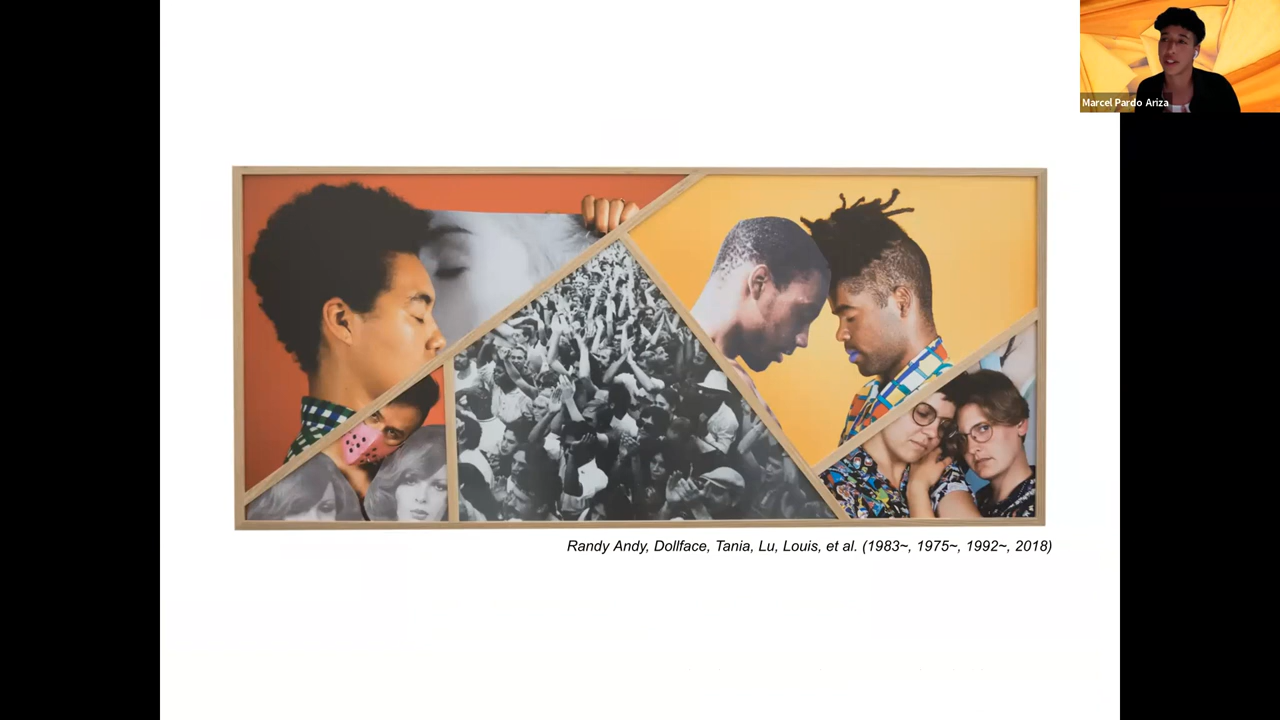 Marcel Pardo Ariza
Randy Andy, Dollface, Tania, Lu, Louis, et al. (1983~, 1975~, 1992~, 2018)